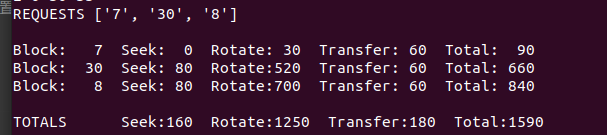 REQUESTS ['7', '30', '8']
Block:   7  Seek:  0  Rotate: 30  Transfer: 60  Total:  90
Block:  30  Seek: 80  Rotate:520  Transfer: 60  Total: 660
Block:   8  Seek: 80  Rotate:700  Transfer: 60  Total: 840
TOTALS      Seek:160  Rotate:1250  Transfer:180  Total:1590